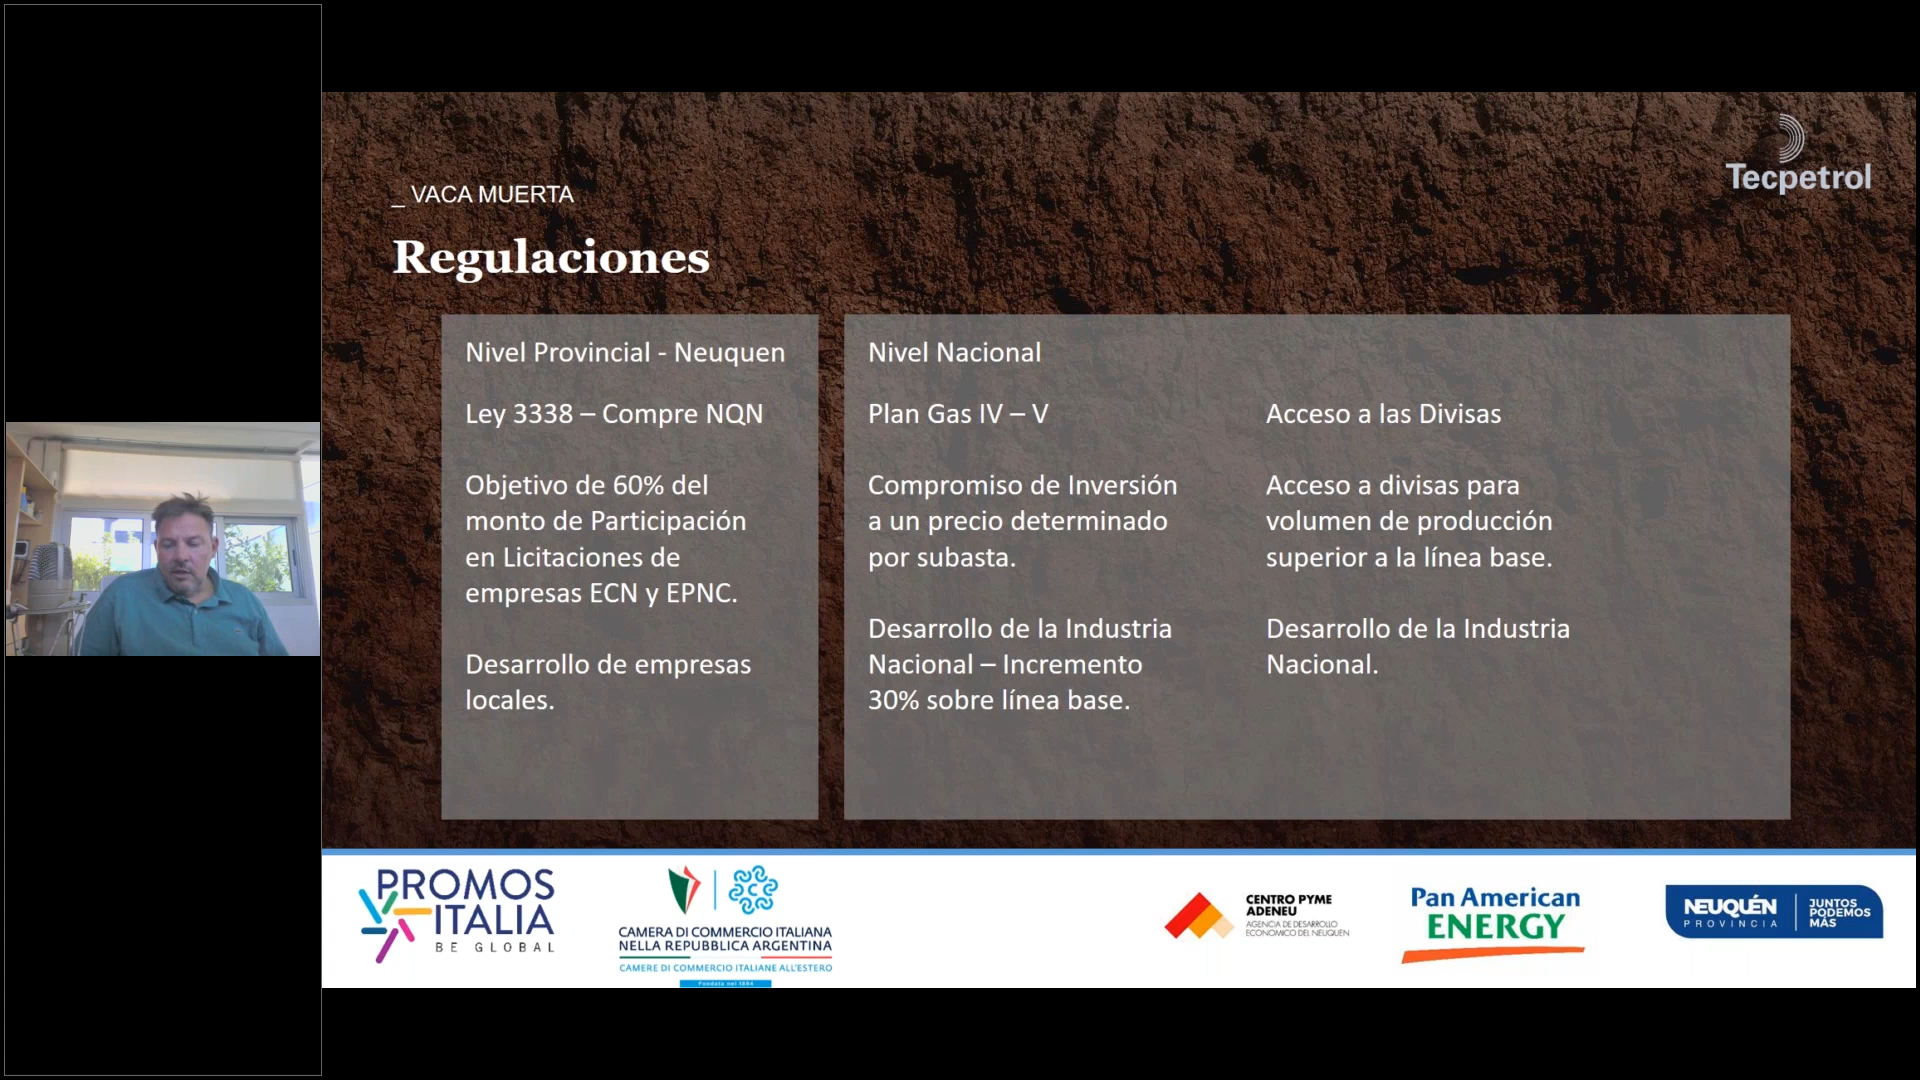 Tecpetrol
_ VACA MUERTA
Regulaciones
Nivel Provincial - Neuquen
Ley 3338 – Compre NQN
Objetivo de 60% del
monto de Participación
en Licitaciones de
empresas ECN y EPNC.
Desarrollo de empresas
locales.
Nivel Nacional
Plan Gas IV – V
Compromiso de Inversión
a un precio determinado
por subasta.
Desarrollo de la Industria
Nacional – Incremento
30% sobre línea base.
Acceso a las Divisas
Acceso a divisas para
volumen de producción
superior a la línea base.
Desarrollo de la Industria
Nacional.
PROMOS
ITALIA
BE GLOBAL
CAMERA DI COMMERCIO ITALIANA
NELLA REPUBBLICA ARGENTINA
CAMERE DI COMMERCIO ITALIANE ALL'ESTERO
Fondata nel 1884
CENTRO PYME
ADENEU
AGENCIA DE DESARROLLO
ECONOMICO DEL NEUQUEN
Pan American
ENERGY
NEUQUÉN
PROVINCIA
JUNTOS
PODEMOS
MÁS